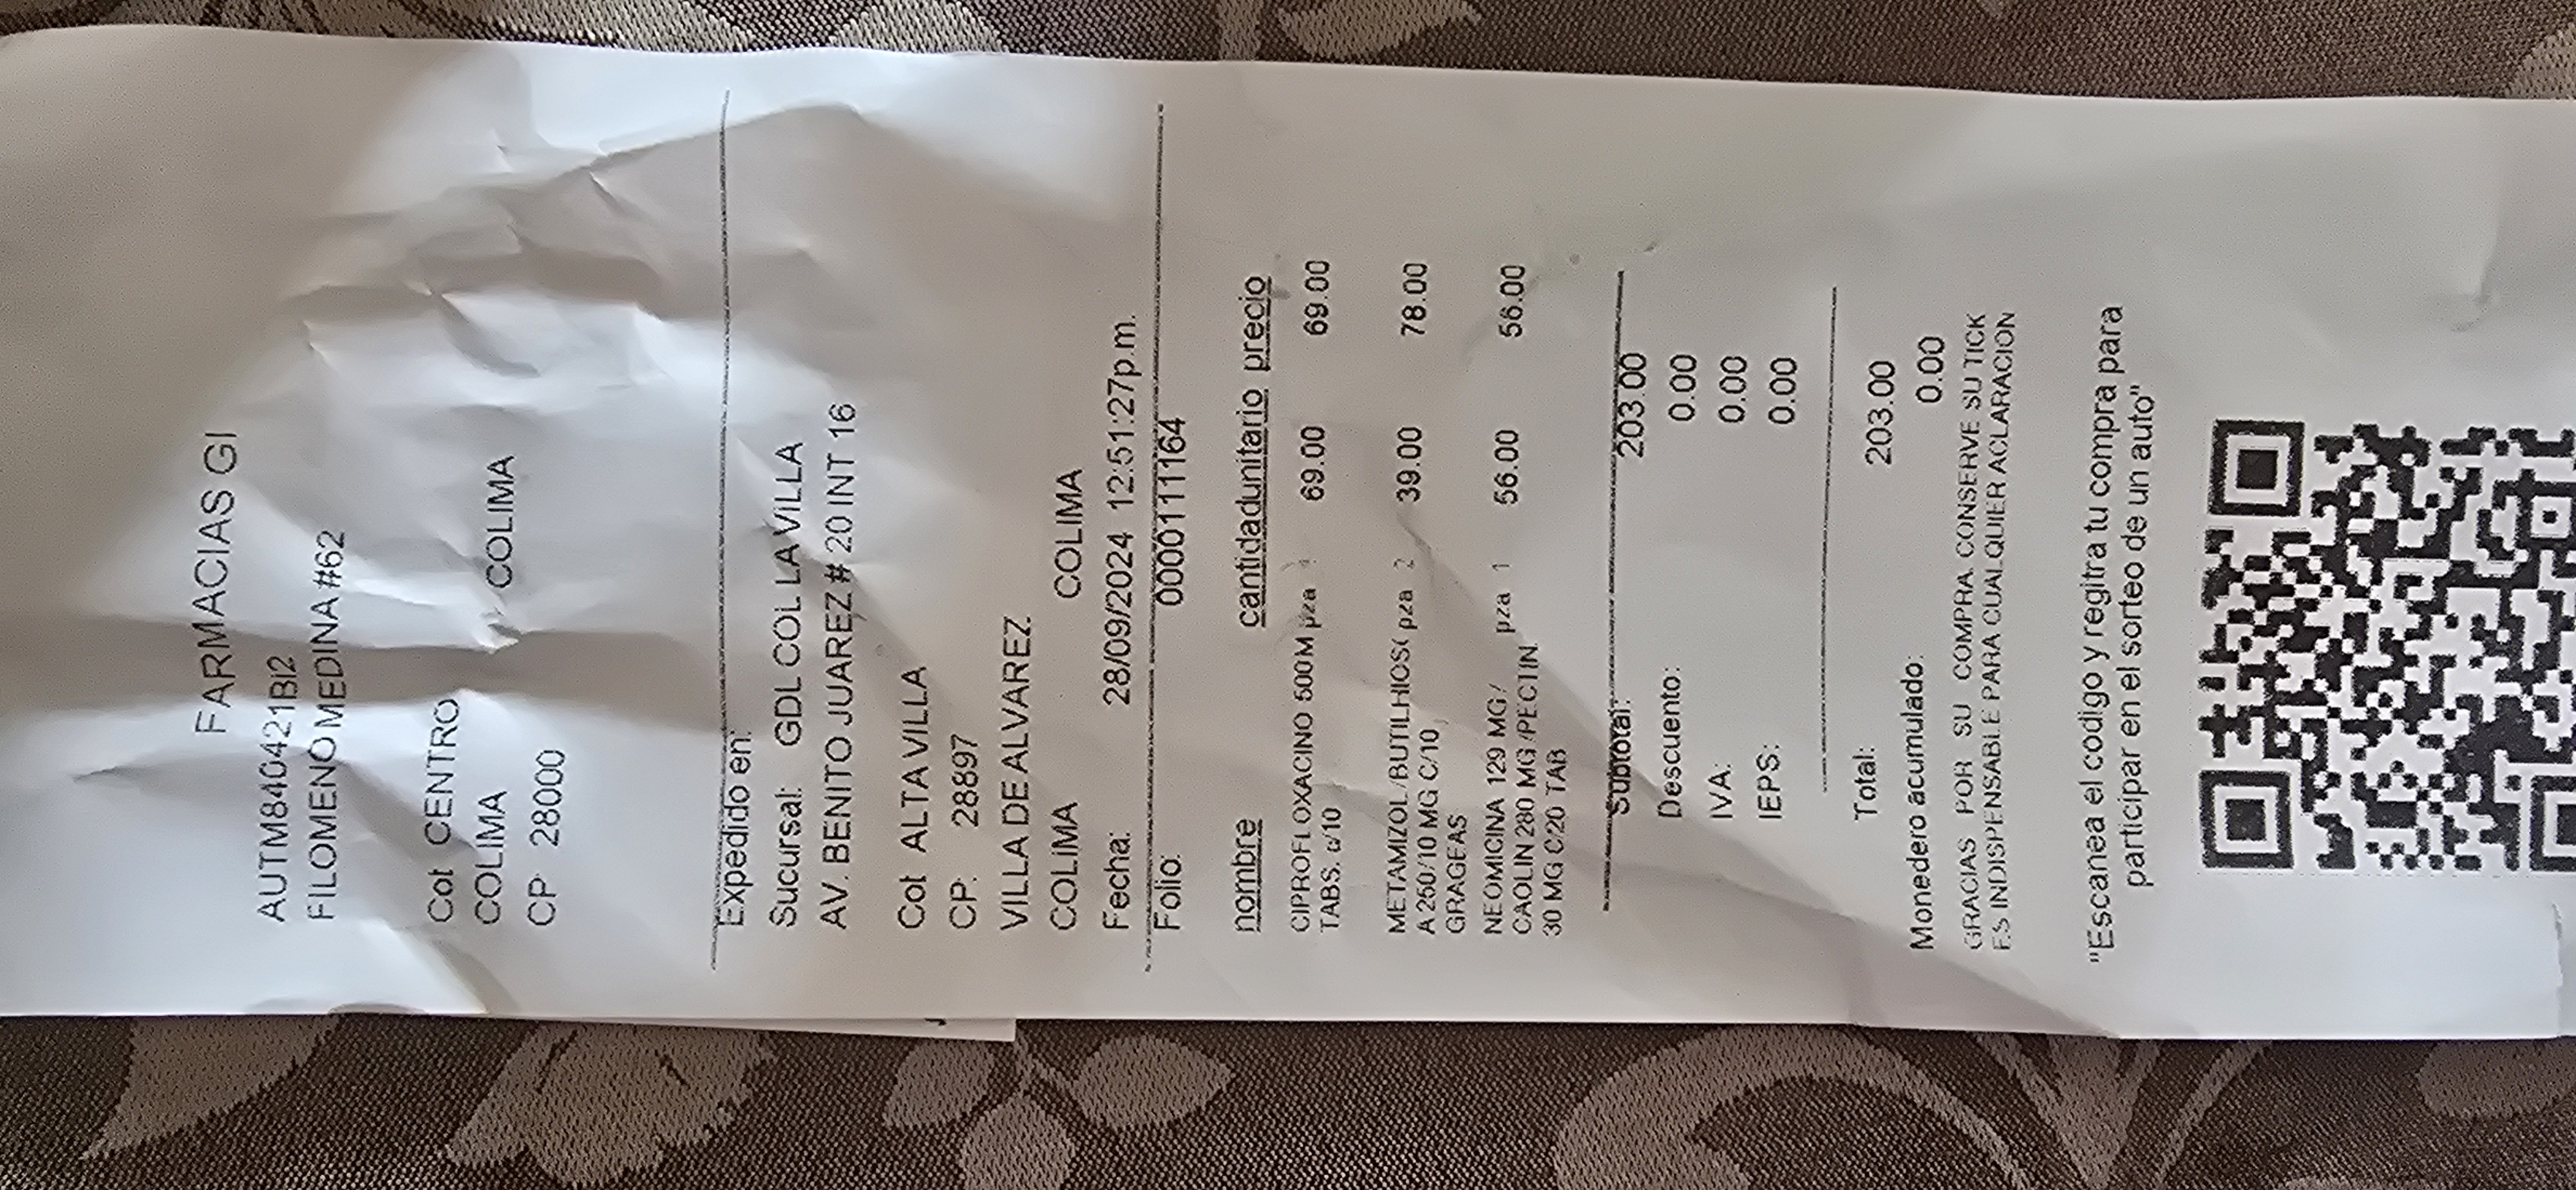 FARMACIAS GI
AUTM840421BI2
FILOMENO MEDINA #62
Cot CENTRO
COLIMA COLIMA
CP: 28000
Expedido en:
Sucursal: GDL COL LA VILLA
AV. BENITO JUAREZ # 20 INT 16
Cot ALTA VILLA
CP: 28897
VILLA DE ALVAREZ
COLIMA COLIMA
Fecha: 28/09/2024 12:51:27p.m.
Folio: 0000111164
nombre cantidadunitario precio
CIPROFLOXACINO 500M pza 1 69.00 69.00
TABS. c/10
METAMIZOL/BUTILHIOS( pza 2 39.00 78.00
A 250/10 MG C/10
GRAGEAS
NEOMICINA 129 MG/ pza 1 56.00 56.00
CAOLIN 280 MG/PECTIN
30 MG C/20 TAB
Subtotal: 203.00
Descuento: 0.00
IVA: 0.00
IEPS: 0.00
Total: 203.00
Monedero acumulado: 0.00
GRACIAS POR SU COMPRA. CONSERVE SU TICK
ES INDISPENSABLE PARA CUALQUIER ACLARACION
"Escanea el codigo y regitra tu compra para
participar en el sorteo de un auto"